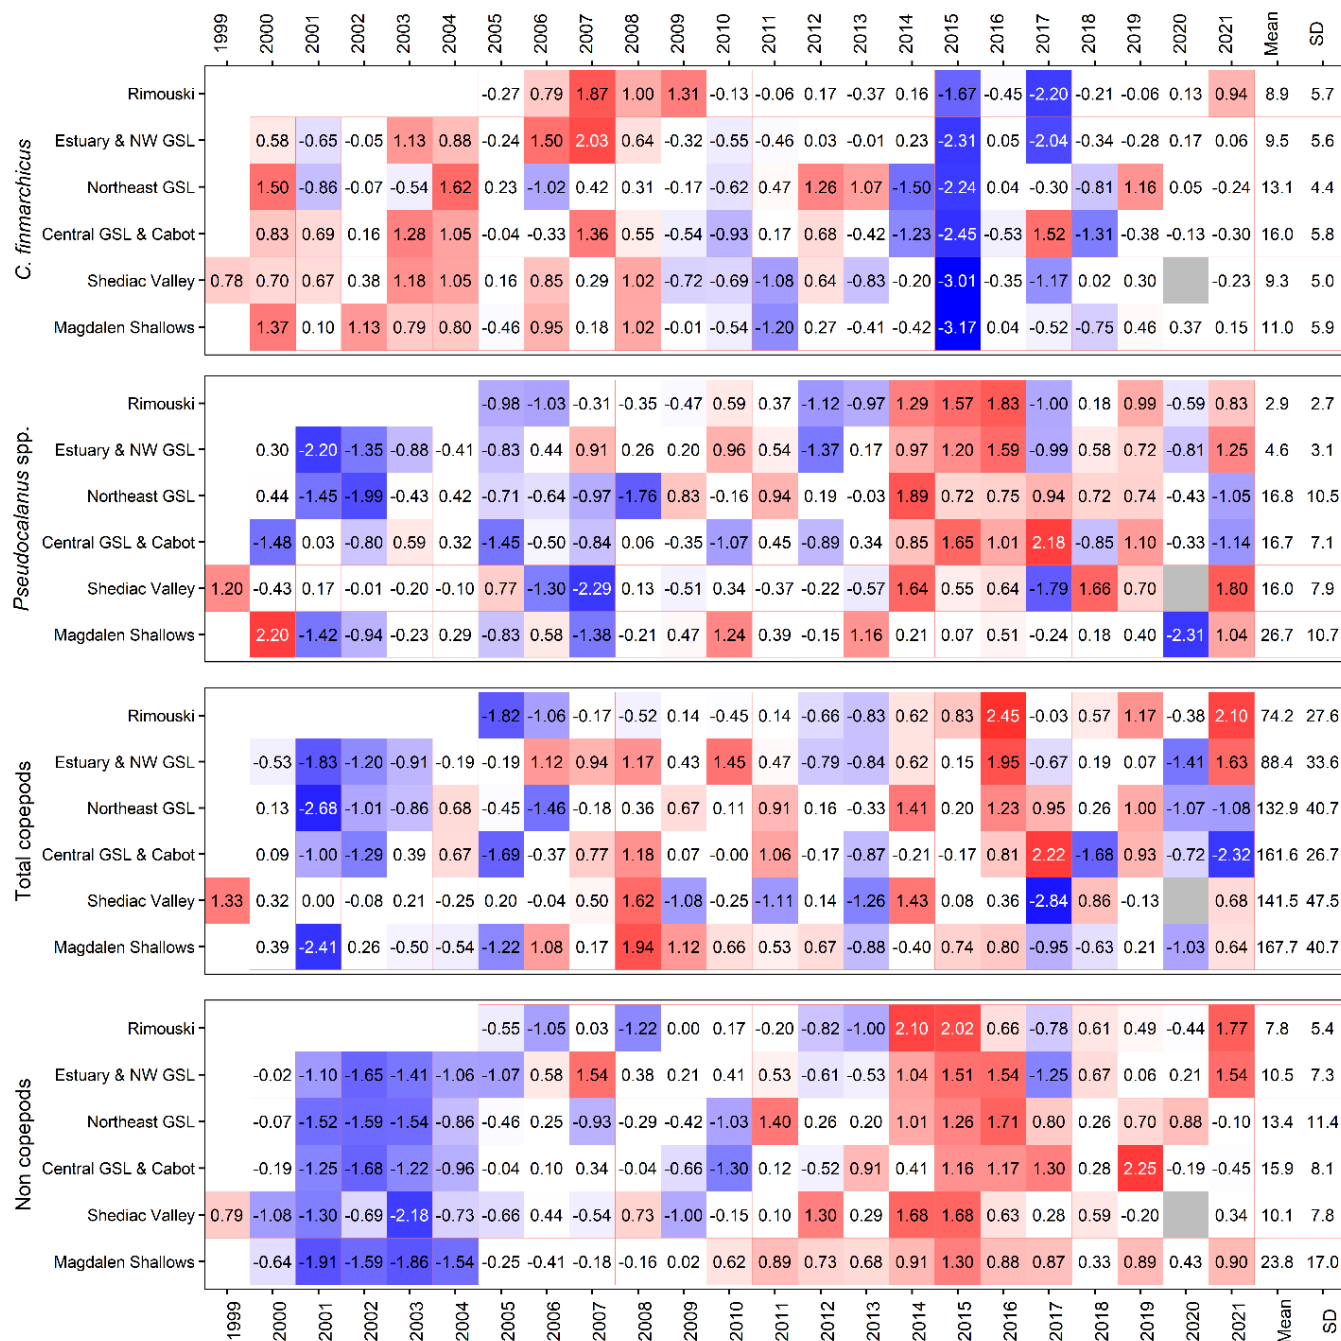 1999 2000 2001 2002 2003 2004 2005 2006 2007 2008 2009 2010 2011 2012 2013 2014 2015 2016 2017 2018 2019 2020 2021 Mean SD
C. finmarchicus
Rimouski -0.27 0.79 1.87 1.00 1.31 -0.13 -0.06 0.17 -0.37 0.16 -1.67 -0.45 -2.20 -0.21 -0.06 0.13 0.94 8.9 5.7
Estuary & NW GSL 0.58 -0.65 -0.05 1.13 0.88 -0.24 1.50 2.03 0.64 -0.32 -0.55 -0.46 0.03 -0.01 0.23 -2.31 0.05 -2.04 -0.34 -0.28 0.17 0.06 9.5 5.6
Northeast GSL 1.50 -0.86 -0.07 -0.54 1.62 0.23 -1.02 0.42 0.31 -0.17 -0.62 0.47 1.26 1.07 -1.50 -2.24 0.04 -0.30 -0.81 1.16 0.05 -0.24 13.1 4.4
Central GSL & Cabot 0.83 0.69 0.16 1.28 1.05 -0.04 -0.33 1.36 0.55 -0.54 -0.93 0.17 0.68 -0.42 -1.23 -2.45 -0.53 1.52 -1.31 -0.38 -0.13 -0.30 16.0 5.8
Shediac Valley 0.78 0.70 0.67 0.38 1.18 1.05 0.16 0.85 0.29 1.02 -0.72 -0.69 -1.08 0.64 -0.83 -0.20 -3.01 -0.35 -1.17 0.02 0.30 -0.23 9.3 5.0
Magdalen Shallows 1.37 0.10 1.13 0.79 0.80 -0.46 0.95 0.18 1.02 -0.01 -0.54 -1.20 0.27 -0.41 -0.42 -3.17 0.04 -0.52 -0.75 0.46 0.37 0.15 11.0 5.9
Pseudocalanus spp.
Rimouski -0.98 -1.03 -0.31 -0.35 -0.47 0.59 0.37 -1.12 -0.97 1.29 1.57 1.83 -1.00 0.18 0.99 -0.59 0.83 2.9 2.7
Estuary & NW GSL 0.30 -2.20 -1.35 -0.88 -0.41 -0.83 0.44 0.91 0.26 0.20 0.96 0.54 -1.37 0.17 0.97 1.20 1.59 -0.99 0.58 0.72 -0.81 1.25 4.6 3.1
Northeast GSL 0.44 -1.45 -1.99 -0.43 0.42 -0.71 -0.64 -0.97 -1.76 0.83 -0.16 0.94 0.19 -0.03 1.89 0.72 0.75 0.94 0.72 0.74 -0.43 -1.05 16.8 10.5
Central GSL & Cabot -1.48 0.03 -0.80 0.59 0.32 -1.45 -0.50 -0.84 0.06 -0.35 -1.07 0.45 -0.89 0.34 0.85 1.65 1.01 2.18 -0.85 1.10 -0.33 -1.14 16.7 7.1
Shediac Valley 1.20 -0.43 0.17 -0.01 -0.20 -0.10 0.77 -1.30 -2.29 0.13 -0.51 0.34 -0.37 -0.22 -0.57 1.64 0.55 0.64 -1.79 1.66 0.70 1.80 16.0 7.9
Magdalen Shallows 2.20 -1.42 -0.94 -0.23 0.29 -0.83 0.58 -1.38 -0.21 0.47 1.24 0.39 -0.15 1.16 0.21 0.07 0.51 -0.24 0.18 0.40 -2.31 1.04 26.7 10.7
Total copepods
Rimouski -1.82 -1.06 -0.17 -0.52 0.14 -0.45 0.14 -0.66 -0.83 0.62 0.83 2.45 -0.03 0.57 1.17 -0.38 2.10 74.2 27.6
Estuary & NW GSL -0.53 -1.83 -1.20 -0.91 -0.19 -0.19 1.12 0.94 1.17 0.43 1.45 0.47 -0.79 -0.84 0.62 0.15 1.95 -0.67 0.19 0.07 -1.41 1.63 88.4 33.6
Northeast GSL 0.13 -2.68 -1.01 -0.86 0.68 -0.45 -1.46 -0.18 0.36 0.67 0.11 0.91 0.16 -0.33 1.41 0.20 1.23 0.95 0.26 1.00 -1.07 -1.08 132.9 40.7
Central GSL & Cabot 0.09 -1.00 -1.29 0.39 0.67 -1.69 -0.37 0.77 1.18 0.07 -0.00 1.06 -0.17 -0.87 -0.21 -0.17 0.81 2.22 -1.68 0.93 -0.72 -2.32 161.6 26.7
Shediac Valley 1.33 0.32 0.00 -0.08 0.21 -0.25 0.20 -0.04 0.50 1.62 -1.08 -0.25 -1.11 0.14 -1.26 1.43 0.08 0.36 -2.84 0.86 -0.13 0.68 141.5 47.5
Magdalen Shallows 0.39 -2.41 0.26 -0.50 -0.54 -1.22 1.08 0.17 1.94 1.12 0.66 0.53 0.67 -0.88 -0.40 0.74 0.80 -0.95 -0.63 0.21 -1.03 0.64 167.7 40.7
Non copepods
Rimouski -0.55 -1.05 0.03 -1.22 0.00 0.17 -0.20 -0.82 -1.00 2.10 2.02 0.66 -0.78 0.61 0.49 -0.44 1.77 7.8 5.4
Estuary & NW GSL -0.02 -1.10 -1.65 -1.41 -1.06 -1.07 0.58 1.54 0.38 0.21 0.41 0.53 -0.61 -0.53 1.04 1.51 1.54 -1.25 0.67 0.06 0.21 1.54 10.5 7.3
Northeast GSL -0.07 -1.52 -1.59 -1.54 -0.86 -0.46 0.25 -0.93 -0.29 -0.42 -1.03 1.40 0.26 0.20 1.01 1.26 1.71 0.80 0.26 0.70 0.88 -0.10 13.4 11.4
Central GSL & Cabot -0.19 -1.25 -1.68 -1.22 -0.96 -0.04 0.10 0.34 -0.04 -0.66 -1.30 0.12 -0.52 0.91 0.41 1.16 1.17 1.30 0.28 2.25 -0.19 -0.45 15.9 8.1
Shediac Valley 0.79 -1.08 -1.30 -0.69 -2.18 -0.73 -0.66 0.44 -0.54 0.73 -1.00 -0.15 0.10 1.30 0.29 1.68 1.68 0.63 0.28 0.59 -0.20 0.34 10.1 7.8
Magdalen Shallows -0.64 -1.91 -1.59 -1.86 -1.54 -0.25 -0.41 -0.18 -0.16 0.02 0.62 0.89 0.73 0.68 0.91 1.30 0.88 0.87 0.33 0.89 0.43 0.90 23.8 17.0
1999 2000 2001 2002 2003 2004 2005 2006 2007 2008 2009 2010 2011 2012 2013 2014 2015 2016 2017 2018 2019 2020 2021 Mean SD